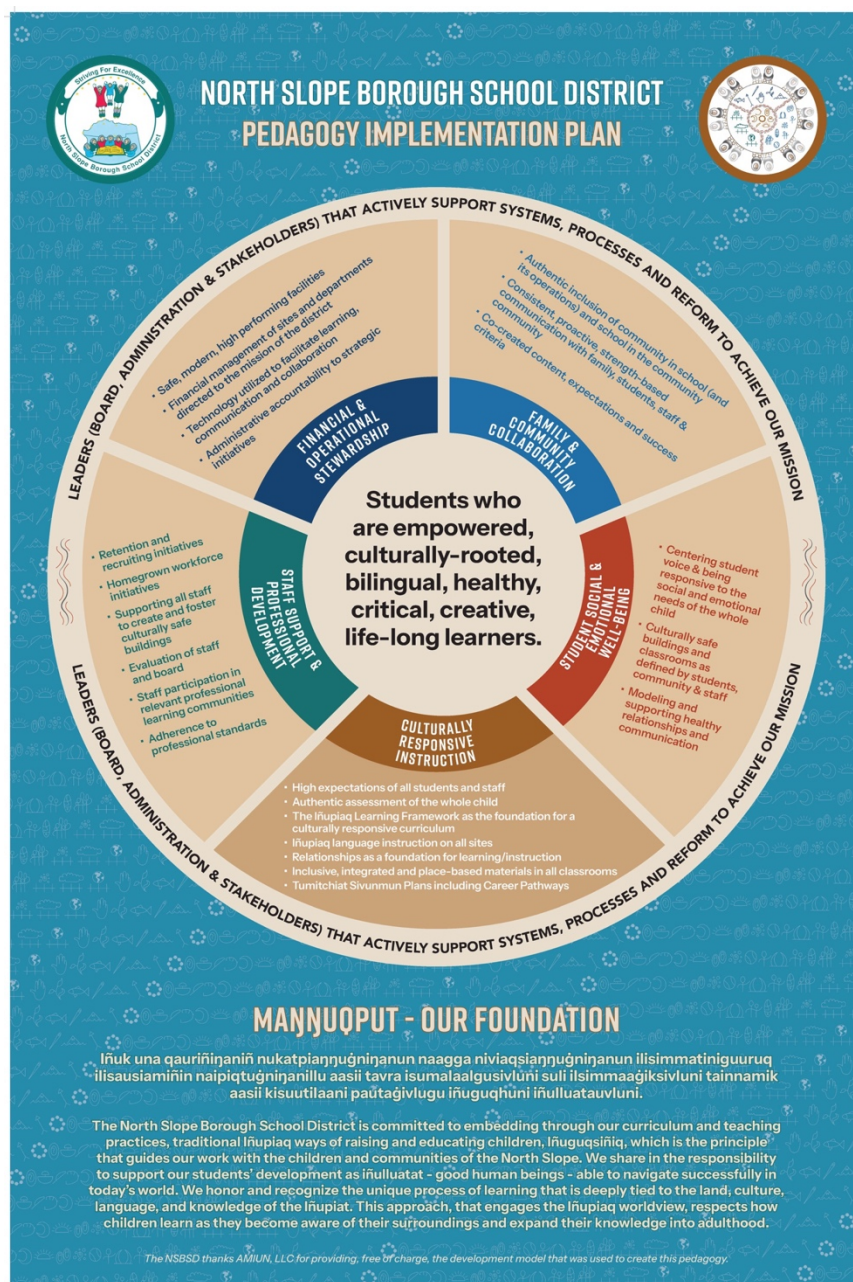 Striving For Excellence
North Slope Borough School District
NORTH SLOPE BOROUGH SCHOOL DISTRICT
PEDAGOGY IMPLEMENTATION PLAN
LEADERS (BOARD, ADMINISTRATION & STAKEHOLDERS) THAT ACTIVELY SUPPORT SYSTEMS, PROCESSES AND REFORM TO ACHIEVE OUR MISSION
• Safe, modern, high performing facilities
• Financial management of sites and departments
directed to the mission of the district
• Technology utilized to facilitate learning,
communication and collaboration
• Administrative accountability to strategic
initiatives
FINANCIAL &
OPERATIONAL
STEWARDSHIP
• Authentic inclusion of community in school (and
its operations) and school in the community
• Consistent, proactive, strength-based
communication with family, students, staff &
community
• Co-created content, expectations and success
criteria
FAMILY &
COMMUNITY
COLLABORATION
Students who
are empowered,
culturally-rooted,
bilingual, healthy,
critical, creative,
life-long learners.
• Retention and
recruiting initiatives
• Homegrown workforce
initiatives
• Supporting all staff
to create and foster
culturally safe
buildings
• Evaluation of staff
and board
• Staff participation in
relevant professional
learning communities
• Adherence to
professional standards
STAFF SUPPORT &
PROFESSIONAL
DEVELOPMENT
STUDENT SOCIAL &
EMOTIONAL
WELL-BEING
• Centering student
voice & being
responsive to the
social and emotional
needs of the whole
child
• Culturally safe
buildings and
classrooms as
defined by students,
community & staff
• Modeling and
supporting healthy
relationships and
communication
CULTURALLY
RESPONSIVE
INSTRUCTION
• High expectations of all students and staff
• Authentic assessment of the whole child
• The Iñupiaq Learning Framework as the foundation for a
culturally responsive curriculum
• Iñupiaq language instruction on all sites
• Relationships as a foundation for learning/instruction
• Inclusive, integrated and place-based materials in all classrooms
• Tumitchiat Sivunmun Plans including Career Pathways
LEADERS (BOARD, ADMINISTRATION & STAKEHOLDERS) THAT ACTIVELY SUPPORT SYSTEMS, PROCESSES AND REFORM TO ACHIEVE OUR MISSION
MAŊŊUQPUT - OUR FOUNDATION
Iñuk una qauriñiŋaniñ nukatpiaŋŋuġniŋanun naagga niviaqsiaŋŋuġniŋanun ilisimmatiniguuruq
ilisausiamiñin naipiqtuġniŋanillu aasii tavra isumalaalgusivluni suli ilsimmaaġiksivluni tainnamik
aasii kisuutilaani pautaġivlugu iñuguqhuni iñulluatauvluni.
The North Slope Borough School District is committed to embedding through our curriculum and teaching
practices, traditional Iñupiaq ways of raising and educating children, Iñuguqsiñiq, which is the principle
that guides our work with the children and communities of the North Slope. We share in the responsibility
to support our students’ development as iñulluatat - good human beings - able to navigate successfully in
today’s world. We honor and recognize the unique process of learning that is deeply tied to the land, culture,
language, and knowledge of the Iñupiat. This approach, that engages the Iñupiaq worldview, respects how
children learn as they become aware of their surroundings and expand their knowledge into adulthood.
The NSBSD thanks AMIUN, LLC for providing, free of charge, the development model that was used to create this pedagogy.